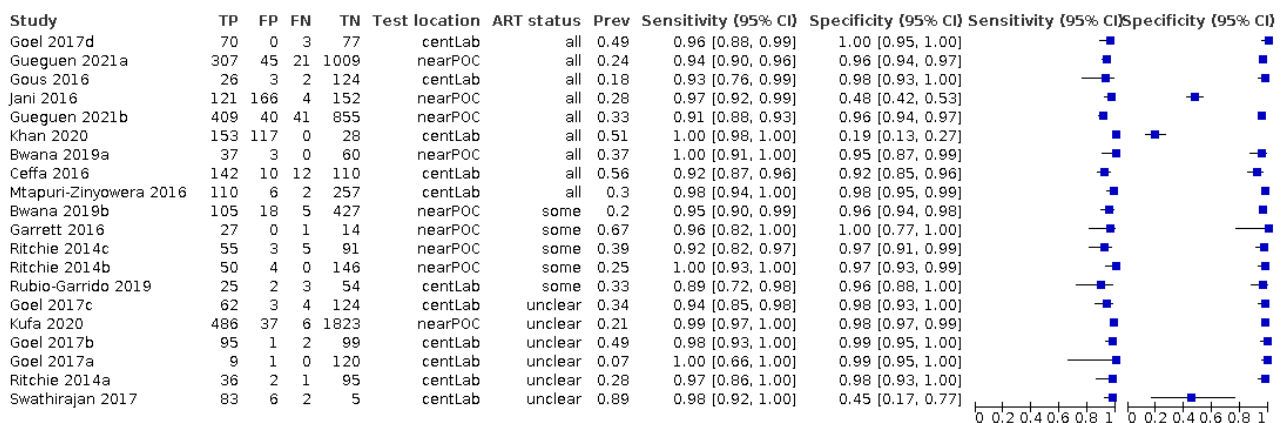 Study TP FP FN TN Test location ART status Prev Sensitivity (95% CI) Specificity (95% CI) Sensitivity (95% CI)Specificity (95% CI)
Goel 2017d 70 0 3 77 centLab all 0.49 0.96 [0.88, 0.99] 1.00 [0.95, 1.00]
Gueguen 2021a 307 45 21 1009 nearPOC all 0.24 0.94 [0.90, 0.96] 0.96 [0.94, 0.97]
Gous 2016 26 3 2 124 centLab all 0.18 0.93 [0.76, 0.99] 0.98 [0.93, 1.00]
Jani 2016 121 166 4 152 nearPOC all 0.28 0.97 [0.92, 0.99] 0.48 [0.42, 0.53]
Gueguen 2021b 409 40 41 855 nearPOC all 0.33 0.91 [0.88, 0.93] 0.96 [0.94, 0.97]
Khan 2020 153 117 0 28 centLab all 0.51 1.00 [0.98, 1.00] 0.19 [0.13, 0.27]
Bwana 2019a 37 3 0 60 nearPOC all 0.37 1.00 [0.91, 1.00] 0.95 [0.87, 0.99]
Ceffa 2016 142 10 12 110 centLab all 0.56 0.92 [0.87, 0.96] 0.92 [0.85, 0.96]
Mtapuri-Zinyowera 2016 110 6 2 257 centLab all 0.3 0.98 [0.94, 1.00] 0.98 [0.95, 0.99]
Bwana 2019b 105 18 5 427 nearPOC some 0.2 0.95 [0.90, 0.99] 0.96 [0.94, 0.98]
Garrett 2016 27 0 1 14 nearPOC some 0.67 0.96 [0.82, 1.00] 1.00 [0.77, 1.00]
Ritchie 2014c 55 3 5 91 nearPOC some 0.39 0.92 [0.82, 0.97] 0.97 [0.91, 0.99]
Ritchie 2014b 50 4 0 146 nearPOC some 0.25 1.00 [0.93, 1.00] 0.97 [0.93, 0.99]
Rubio-Garrido 2019 25 2 3 54 centLab some 0.33 0.89 [0.72, 0.98] 0.96 [0.88, 1.00]
Goel 2017c 62 3 4 124 centLab unclear 0.34 0.94 [0.85, 0.98] 0.98 [0.93, 1.00]
Kufa 2020 486 37 6 1823 nearPOC unclear 0.21 0.99 [0.97, 1.00] 0.98 [0.97, 0.99]
Goel 2017b 95 1 2 99 centLab unclear 0.49 0.98 [0.93, 1.00] 0.99 [0.95, 1.00]
Goel 2017a 9 1 0 120 centLab unclear 0.07 1.00 [0.66, 1.00] 0.99 [0.95, 1.00]
Ritchie 2014a 36 2 1 95 centLab unclear 0.28 0.97 [0.86, 1.00] 0.98 [0.93, 1.00]
Swathirajan 2017 83 6 2 5 centLab unclear 0.89 0.98 [0.92, 1.00] 0.45 [0.17, 0.77]
0 0.2 0.4 0.6 0.8 1 0 0.2 0.4 0.6 0.8 1